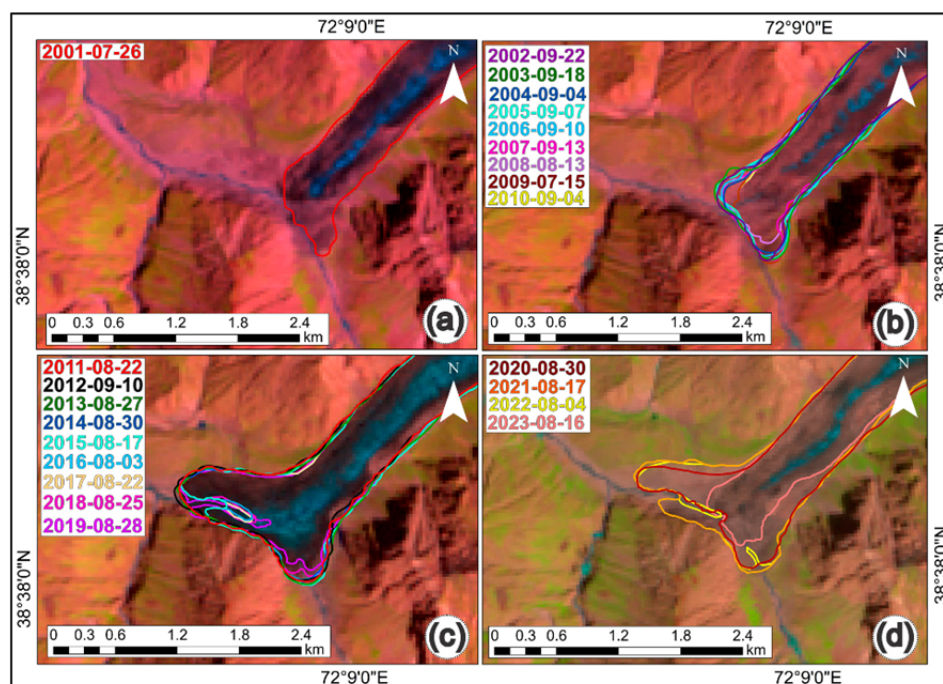 72°9'0"E
72°9'0"E
2001-07-26
N
(a)
0 0.3 0.6 1.2 1.8 2.4
km
38°38'0"N
2002-09-22
2003-09-18
2004-09-04
2005-09-07
2006-09-10
2007-09-13
2008-08-13
2009-07-15
2010-09-04
N
(b)
0 0.3 0.6 1.2 1.8 2.4
km
38°38'0"N
2011-08-22
2012-09-10
2013-08-27
2014-08-30
2015-08-17
2016-08-03
2017-08-22
2018-08-25
2019-08-28
N
(c)
0 0.3 0.6 1.2 1.8 2.4
km
38°38'0"N
2020-08-30
2021-08-17
2022-08-04
2023-08-16
N
(d)
0 0.3 0.6 1.2 1.8 2.4
km
38°38'0"N
72°9'0"E
72°9'0"E